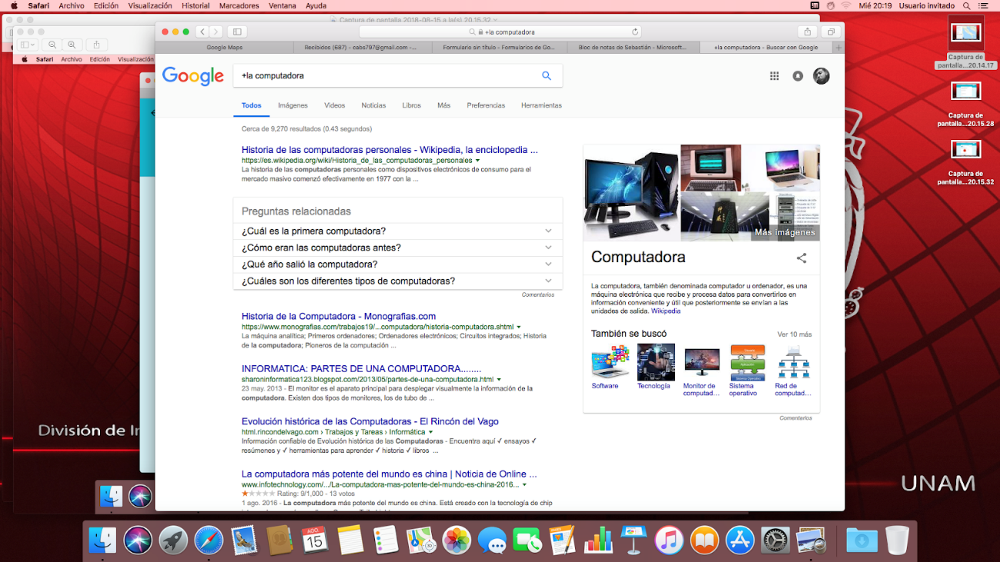 Safari Archivo Edición Visualización Historial Marcadores Ventana Ayuda
Mié 20:19 Usuario invitado
Captura de pantalla 2018-08-15 a la(s) 20.15.32
Safari Archivo Edición Visualización
+la computadora
Google Maps
Recibidos (687) - cabs797@gmail.com -...
Formulario sin título - Formularios de Go...
Bloc de notas de Sebastián - Microsoft...
+la computadora - Buscar con Google
Google
+la computadora
Todos Imágenes Videos Noticias Libros Más Preferencias Herramientas
Cerca de 9,270 resultados (0.43 segundos)
Historia de las computadoras personales - Wikipedia, la enciclopedia ...
https://es.wikipedia.org/wiki/Historia_de_las_computadoras_personales
La historia de las computadoras personales como dispositivos electrónicos de consumo para el
mercado masivo comenzó efectivamente en 1977 con la ...
Preguntas relacionadas
¿Cuál es la primera computadora?
¿Cómo eran las computadoras antes?
¿Qué año salió la computadora?
¿Cuáles son los diferentes tipos de computadoras?
Comentarios
Historia de la Computadora - Monografias.com
https://www.monografias.com/trabajos19/...computadora/historia-computadora.shtml
La máquina analítica; Primeros ordenadores; Ordenadores electrónicos; Circuitos integrados; Historia
de la computadora; Pioneros de la computación ...
INFORMATICA: PARTES DE UNA COMPUTADORA........
sharoninformatica123.blogspot.com/2013/05/partes-de-una-computadora.html
23 may. 2013 - El monitor es el aparato principal para desplegar visualmente la información de la
computadora. Existen dos tipos de monitores, los de tubo de ...
Evolución histórica de las Computadoras - El Rincón del Vago
html.rincondelvago.com › Trabajos y Tareas › Informática
Información confiable de Evolución histórica de las Computadoras - Encuentra aquí ✓ ensayos ✓
resúmenes y ✓ herramientas para aprender ✓ historia ✓ libros ...
La computadora más potente del mundo es china | Noticia de Online ...
www.infotechnology.com/.../La-computadora-mas-potente-del-mundo-es-china-2016...
Rating: 9/1,000 - 13 votos
1 ago. 2016 - La computadora más potente del mundo es china. Está creado con la tecnología de chip
Más imágenes
Computadora
La computadora, también denominada computador u ordenador, es una
máquina electrónica que recibe y procesa datos para convertirlos en
información conveniente y útil que posteriormente se envían a las
unidades de salida. Wikipedia
También se buscó
Ver 10 más
Software
Tecnología
Monitor de
computad...
Sistema
operativo
Red de
computad...
Comentarios
Captura de
pantalla...20.14.17
Captura de
pantalla...20.15.28
Captura de
pantalla...20.15.32
División de In
UNAM
AGO
15